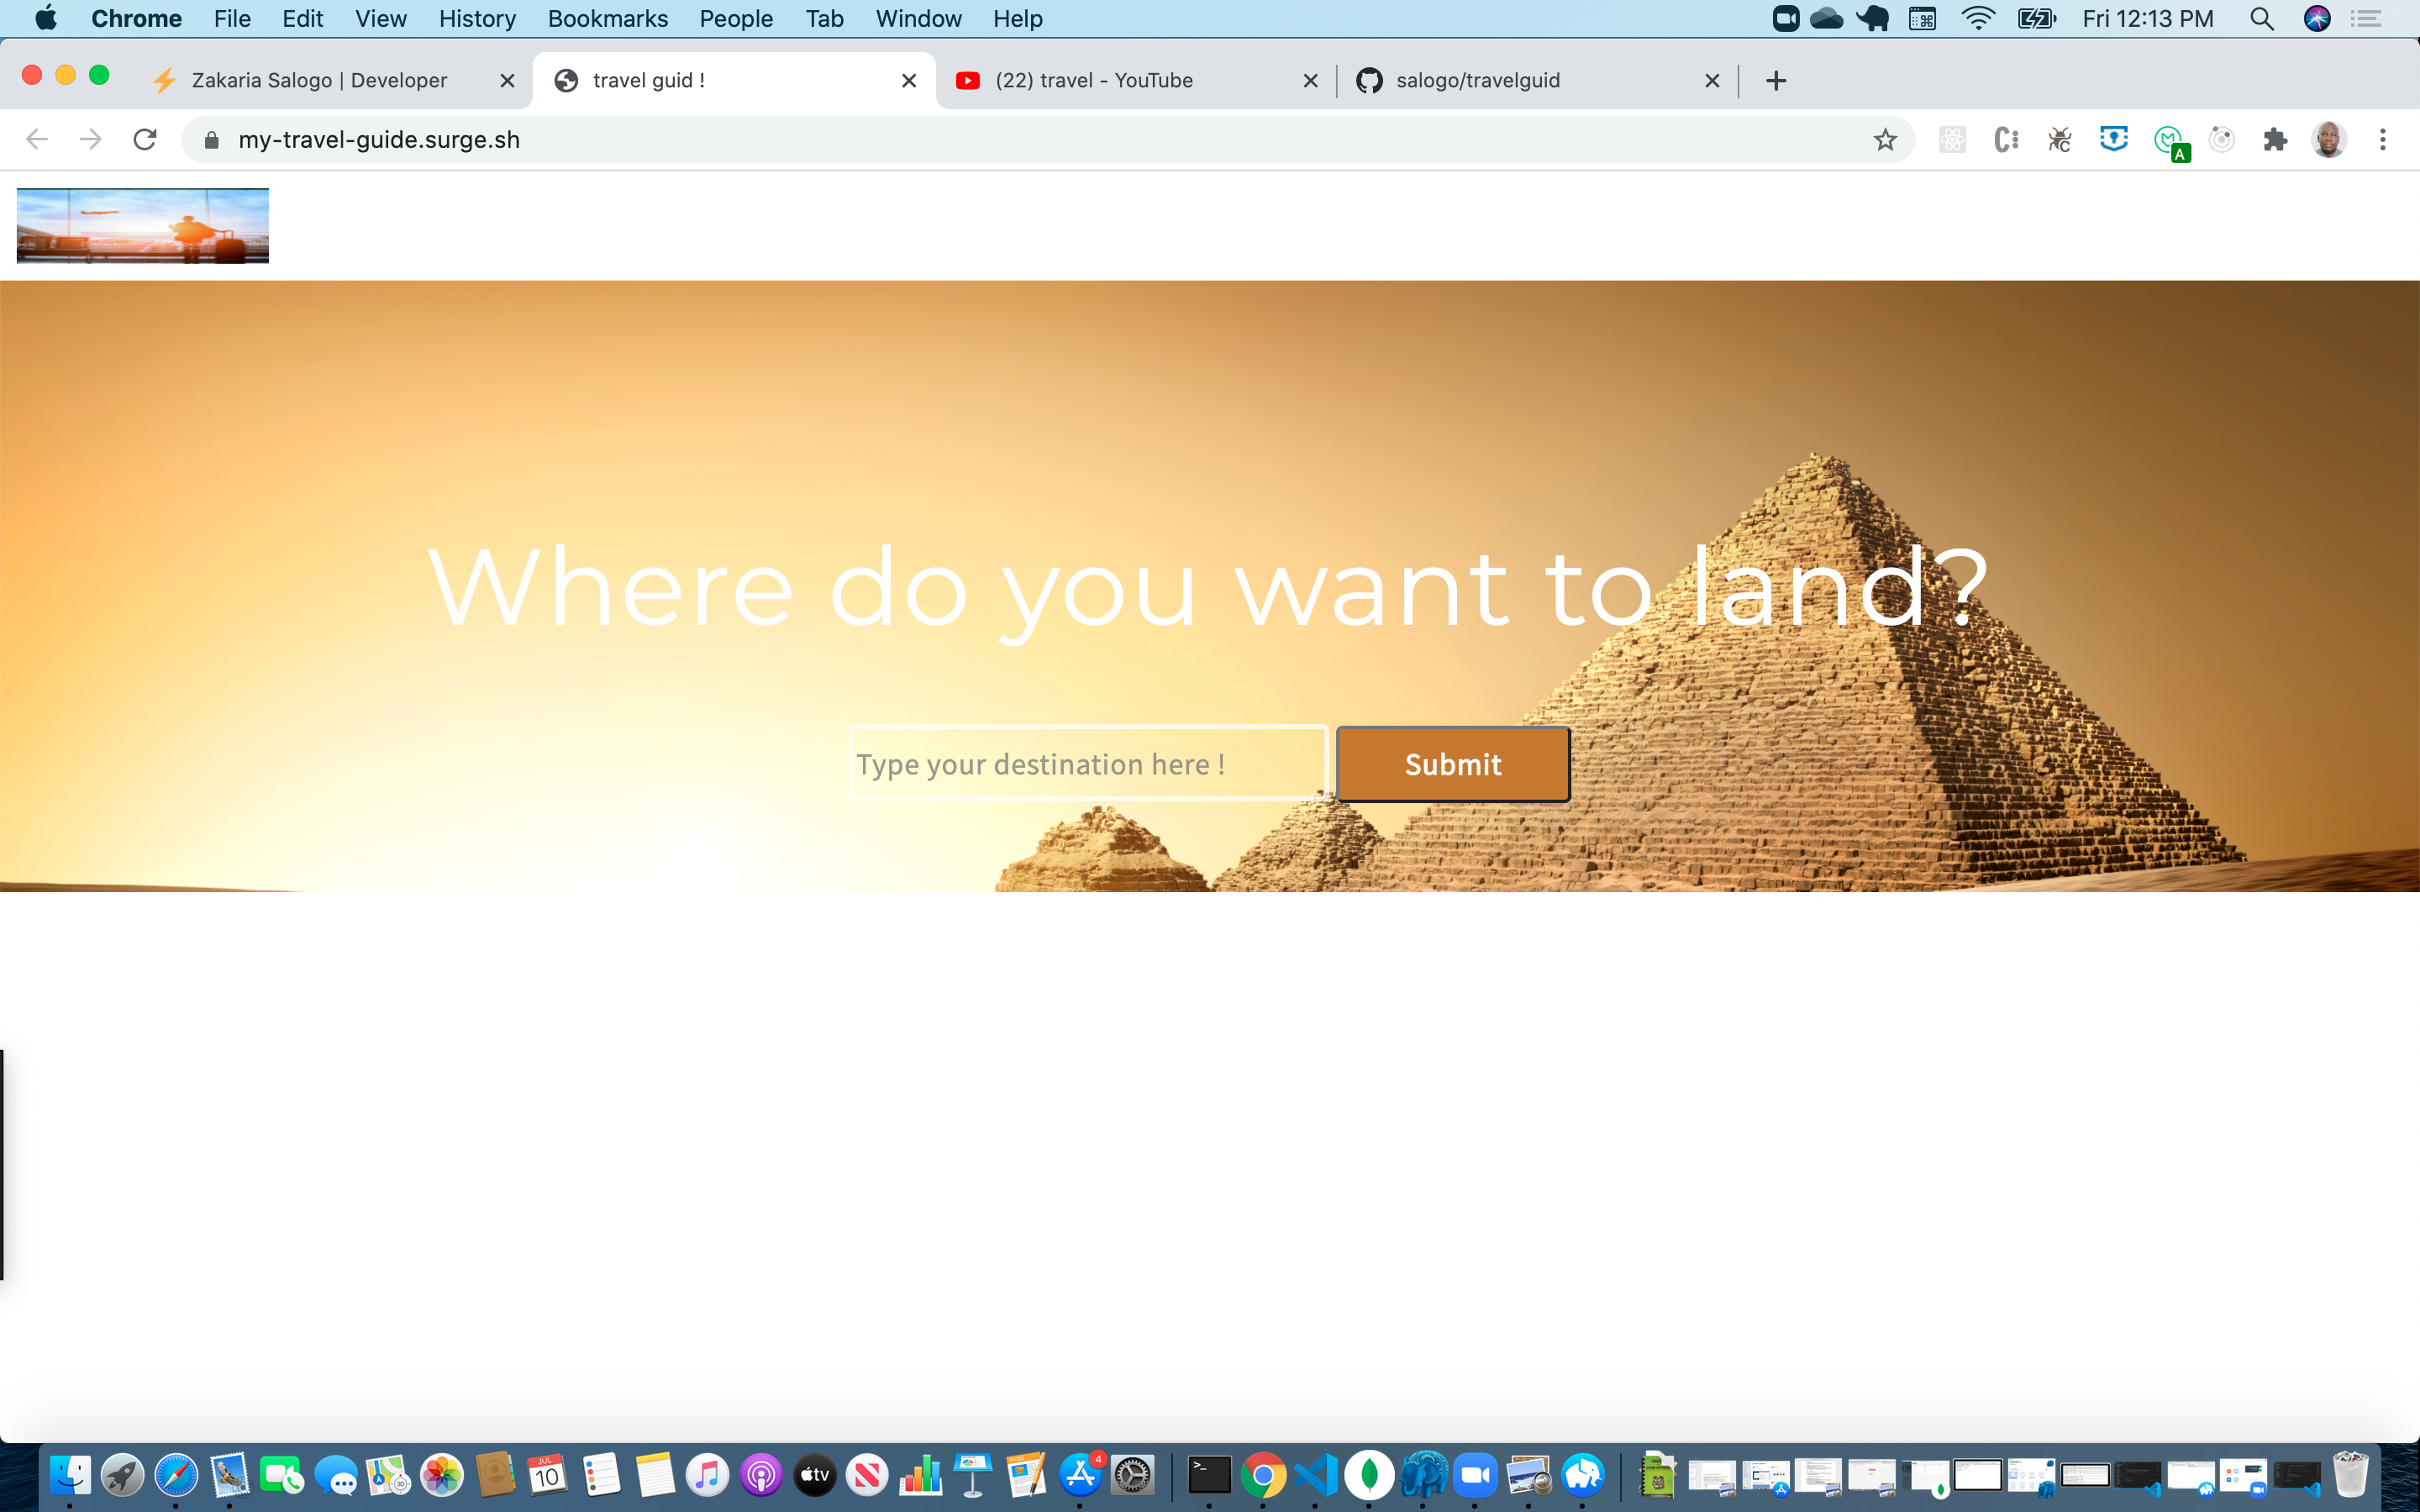 Chrome File Edit View History Bookmarks People Tab Window Help Fri 12:13 PM
Zakaria Salogo | Developer travel guid ! (22) travel - YouTube salogo/travelguid
my-travel-guide.surge.sh
A
Where do you want to land?
Type your destination here ! Submit
JUL
10
tv
4